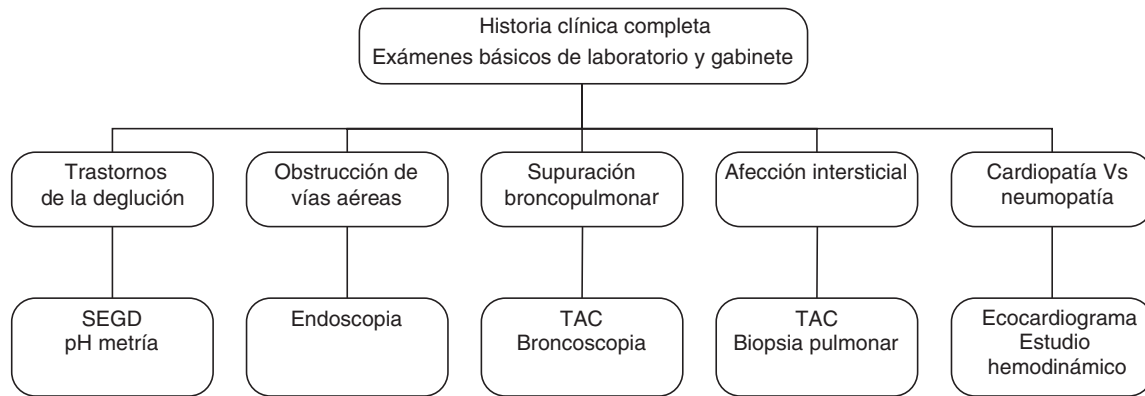 Historia clínica completa
Exámenes básicos de laboratorio y gabinete
Trastornos
de la deglución
Obstrucción de
vías aéreas
Supuración
broncopulmonar
Afección intersticial
Cardiopatía Vs
neumopatía
SEGD
pH metría
Endoscopia
TAC
Broncoscopia
TAC
Biopsia pulmonar
Ecocardiograma
Estudio
hemodinámico